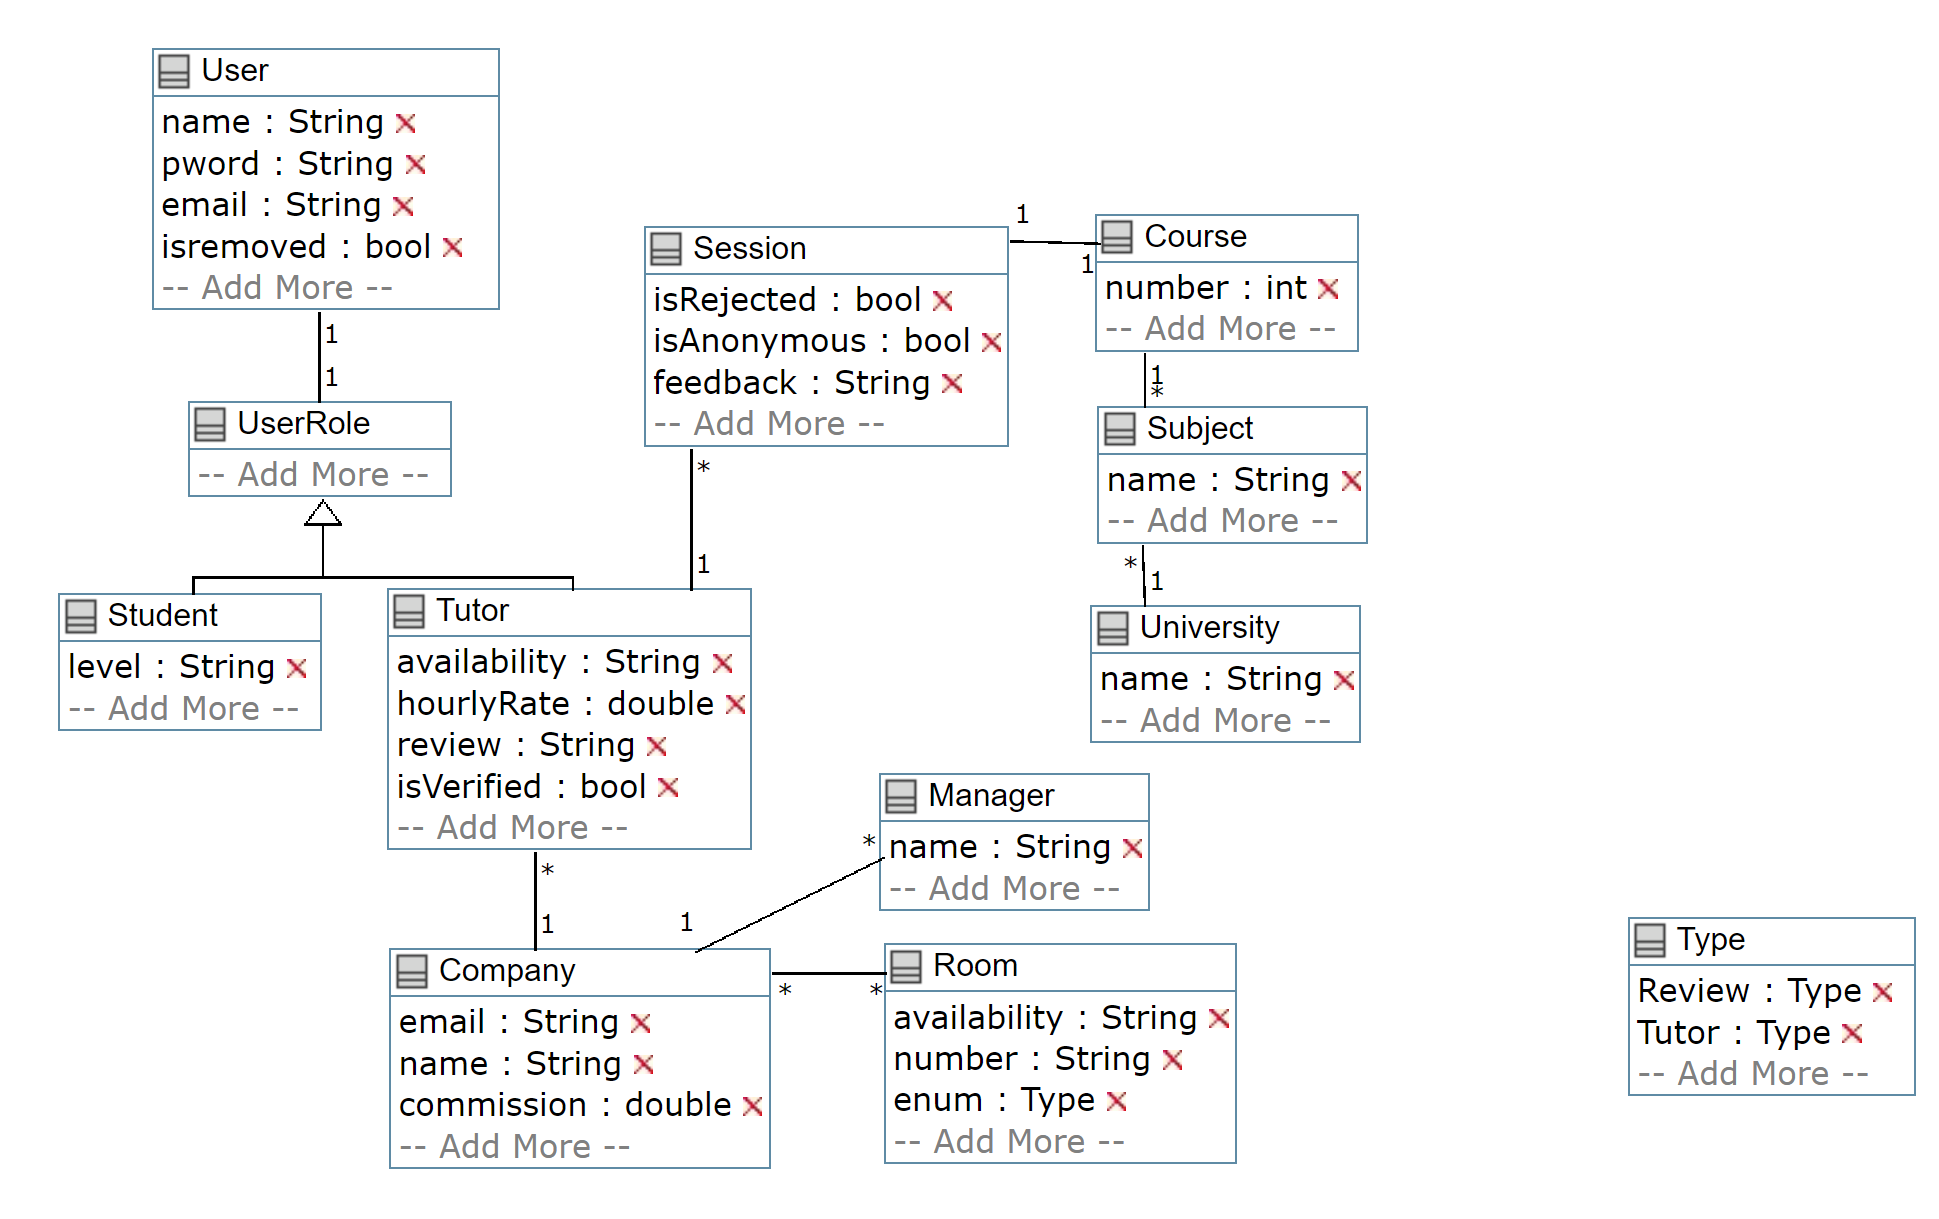 User
name : String
pword : String
email : String
isremoved : bool
-- Add More --
1
1
UserRole
-- Add More --
Student
level : String
-- Add More --
Tutor
availability : String
hourlyRate : double
review : String
isVerified : bool
-- Add More --
Session
isRejected : bool
isAnonymous : bool
feedback : String
-- Add More --
*
1
1
1
Course
number : int
-- Add More --
1
*
Subject
name : String
-- Add More --
*
1
University
name : String
-- Add More --
*
1
Manager
name : String
-- Add More --
*
1
Company
email : String
name : String
commission : double
-- Add More --
*
*
Room
availability : String
number : String
enum : Type
-- Add More --
Type
Review : Type
Tutor : Type
-- Add More --